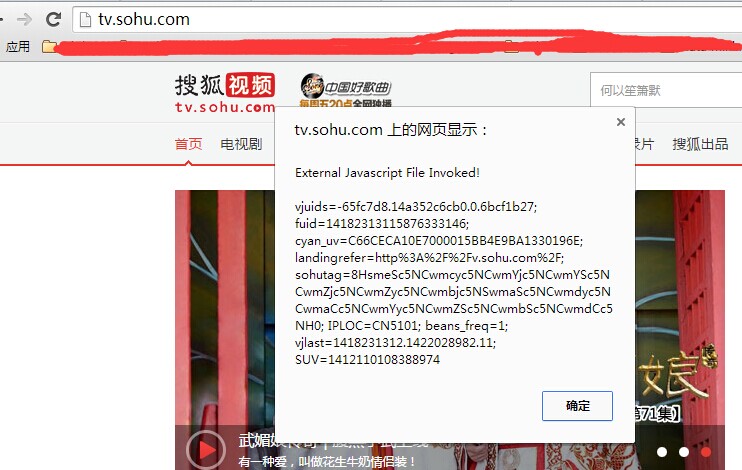 tv.sohu.com
应用
搜狐视频
tv.sohu.com
中国好歌曲
每周五20点全网独播
何以笙箫默
首页 电视剧
录片 搜狐出品
tv.sohu.com 上的网页显示：
External Javascript File Invoked!
vjuids=-65fc7d8.14a352c6cb0.0.6bcf1b27;
fuid=14182313115876333146;
cyan_uv=C66CECA10E7000015BB4E9BA1330196E;
landingrefer=http%3A%2F%2Fv.sohu.com%2F;
sohutag=8HsmeSc5NCwmcyc5NCwmYjc5NCwmYSc5N
CwmZjc5NCwmZyc5NCwmbjc5NSwmaSc5NCwmdyc5N
CwmaCc5NCwmYyc5NCwmZSc5NCwmbSc5NCwmdCc5
NH0; IPLOC=CN5101; beans_freq=1;
vjlast=1418231312.1422028982.11;
SUV=1412110108388974
确定
娘
第71集】
有一种爱，叫做花生牛奶情侣装！